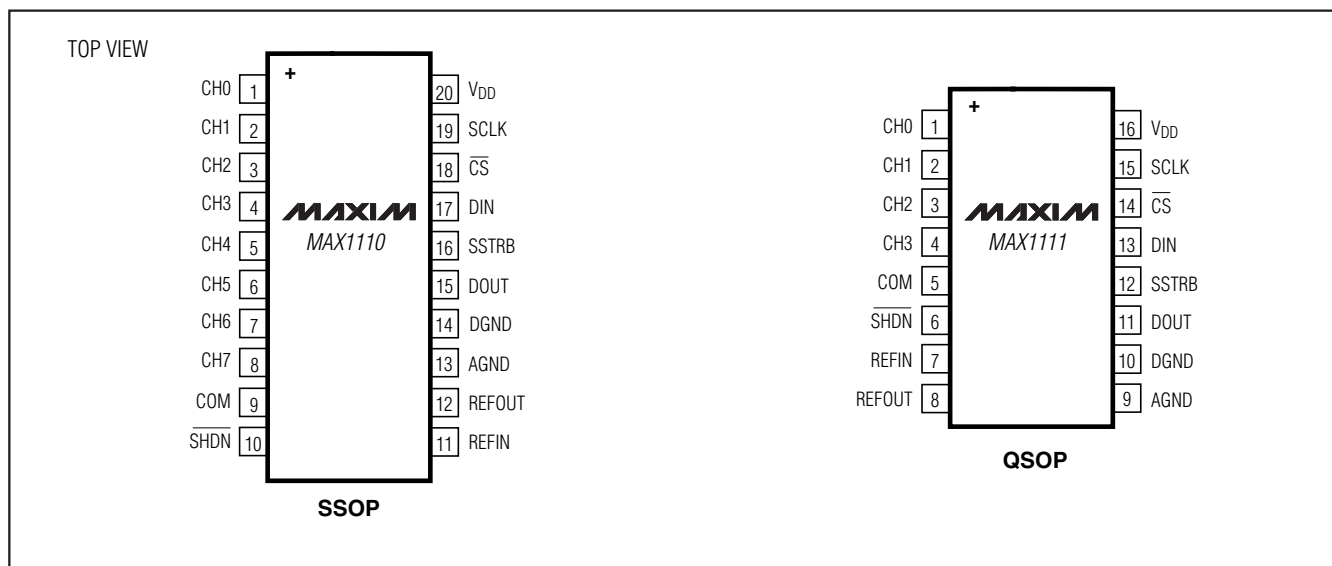 TOP VIEW
+
CH0 1
20 VDD
CH1 2
19 SCLK
CH2 3
18 C̅S̅
CH3 4
17 DIN
CH4 5
16 SSTRB
CH5 6
15 DOUT
CH6 7
14 DGND
CH7 8
13 AGND
COM 9
12 REFOUT
S̅H̅D̅N̅ 10
11 REFIN
MAXIM
MAX1110
SSOP
+
CH0 1
16 VDD
CH1 2
15 SCLK
CH2 3
14 C̅S̅
CH3 4
13 DIN
COM 5
12 SSTRB
S̅H̅D̅N̅ 6
11 DOUT
REFIN 7
10 DGND
REFOUT 8
9 AGND
MAXIM
MAX1111
QSOP